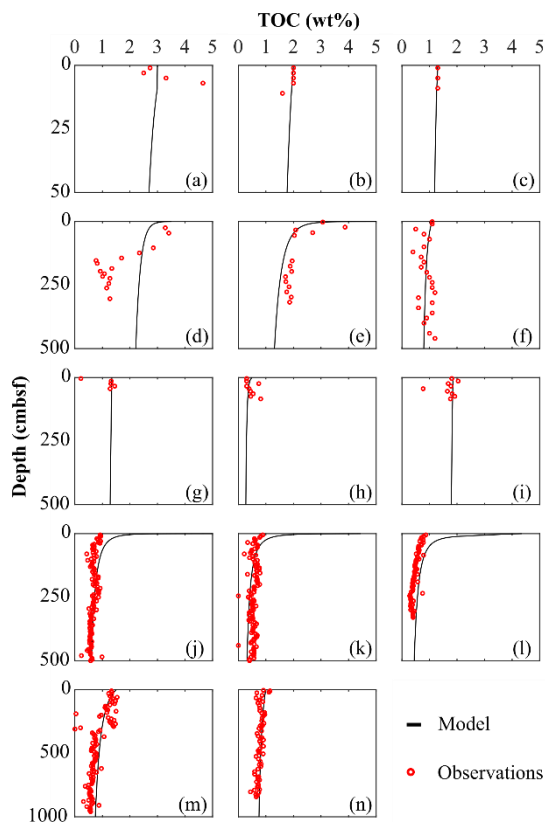 TOC (wt%)
0 1 2 3 4 5 0 1 2 3 4 5 0 1 2 3 4 5
0
25
50
(a) (b) (c)
0
250
500
(d) (e) (f)
Depth (cmbsf)
0
250
500
(g) (h) (i)
0
250
500
(j) (k) (l)
0
500
1000
(m) (n)
Model
Observations